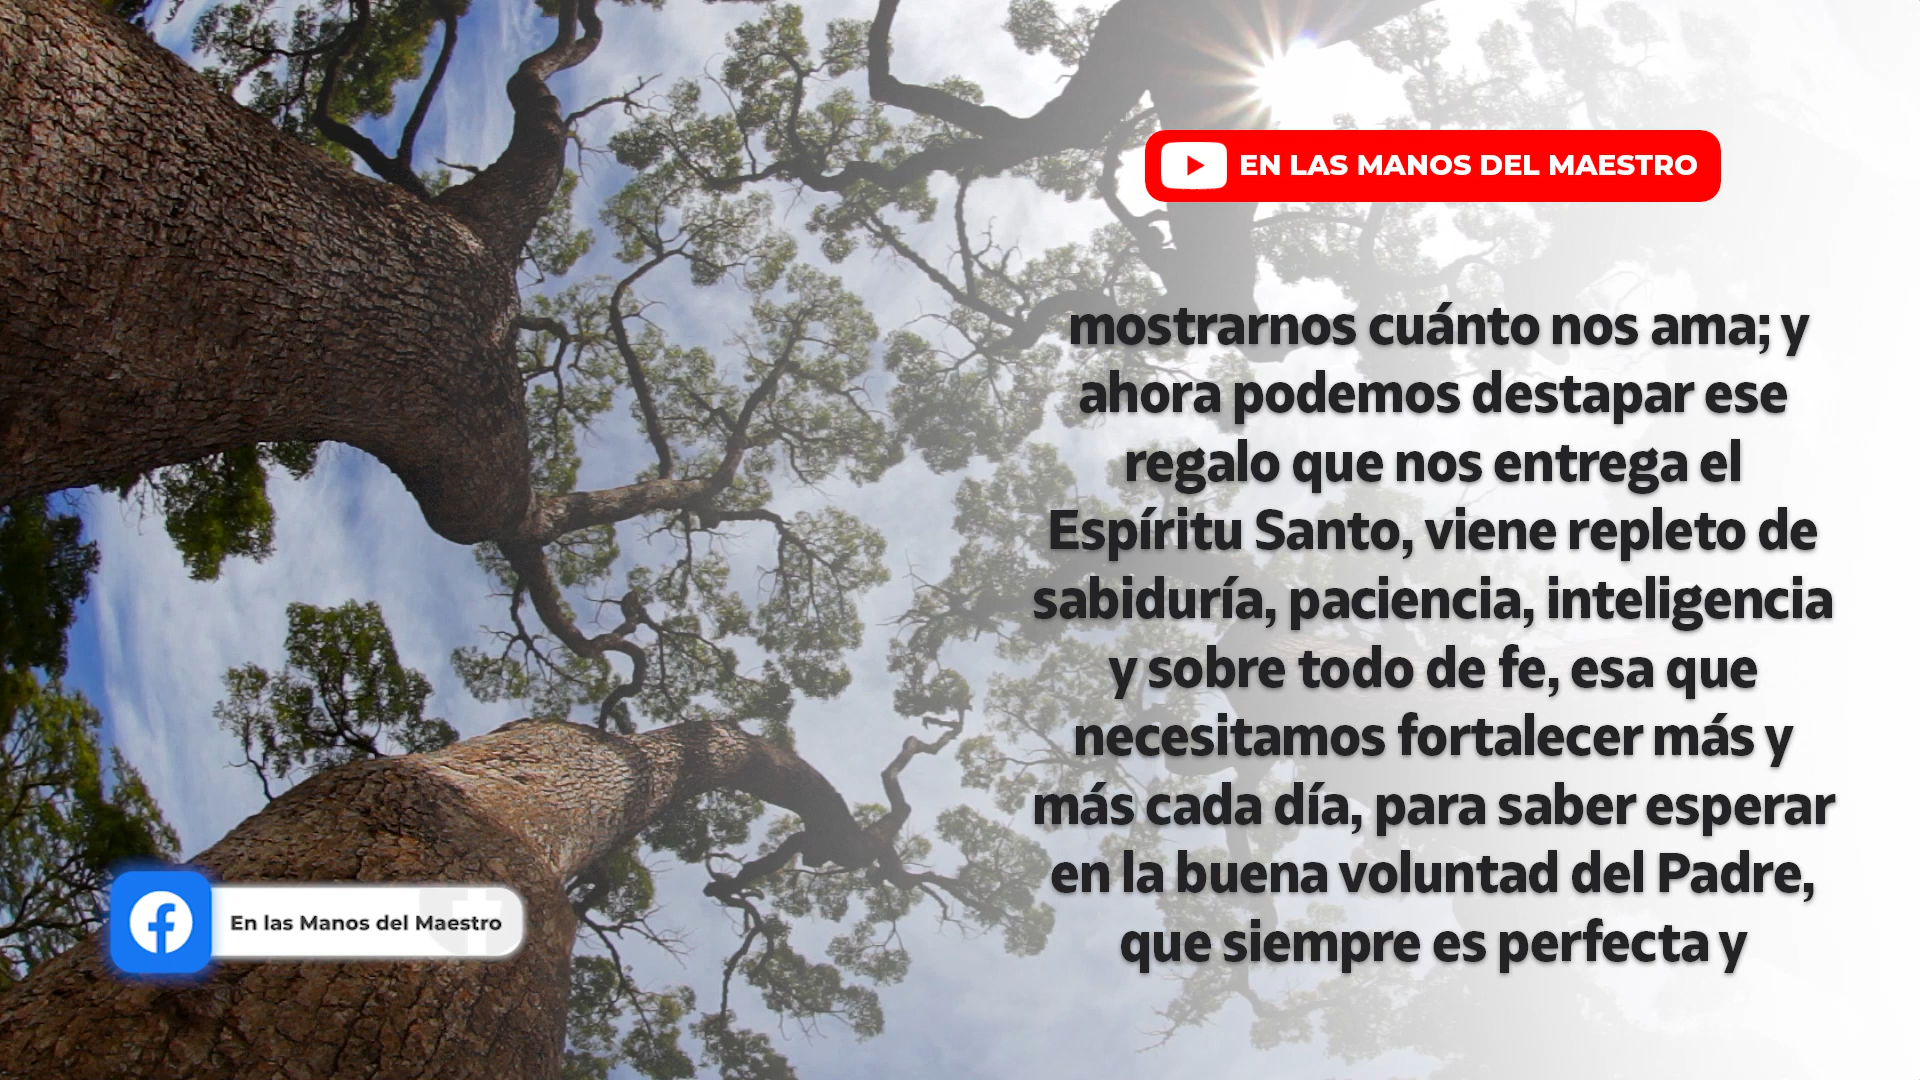 EN LAS MANOS DEL MAESTRO
mostrarnos cuánto nos ama; y
ahora podemos destapar ese
regalo que nos entrega el
Espíritu Santo, viene repleto de
sabiduría, paciencia, inteligencia
y sobre todo de fe, esa que
necesitamos fortalecer más y
más cada día, para saber esperar
en la buena voluntad del Padre,
que siempre es perfecta y
En las Manos del Maestro